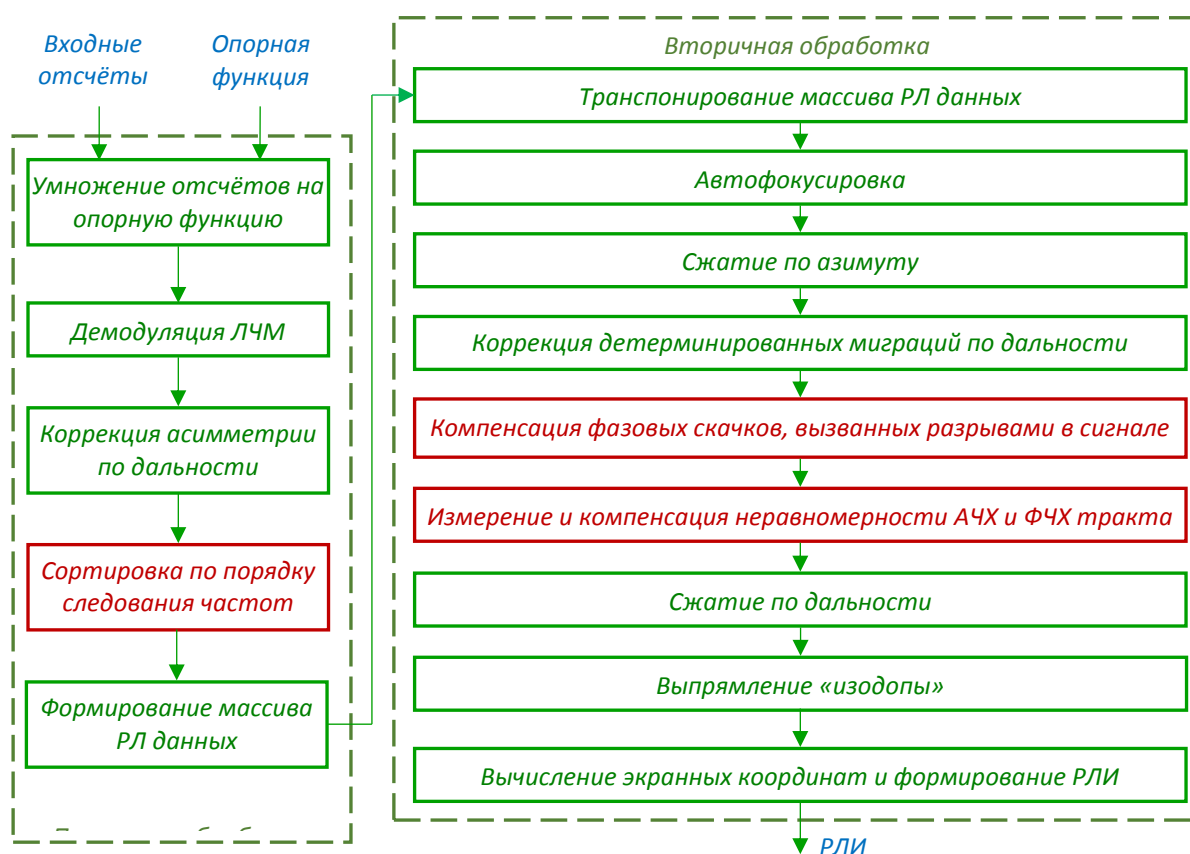 Входные
отсчёты
Опорная
функция
Умножение отсчётов на
опорную функцию
Демодуляция ЛЧМ
Коррекция асимметрии
по дальности
Сортировка по порядку
следования частот
Формирование массива
РЛ данных
Вторичная обработка
Транспонирование массива РЛ данных
Автофокусировка
Сжатие по азимуту
Коррекция детерминированных миграций по дальности
Компенсация фазовых скачков, вызванных разрывами в сигнале
Измерение и компенсация неравномерности АЧХ и ФЧХ тракта
Сжатие по дальности
Выпрямление «изодопы»
Вычисление экранных координат и формирование РЛИ
РЛИ